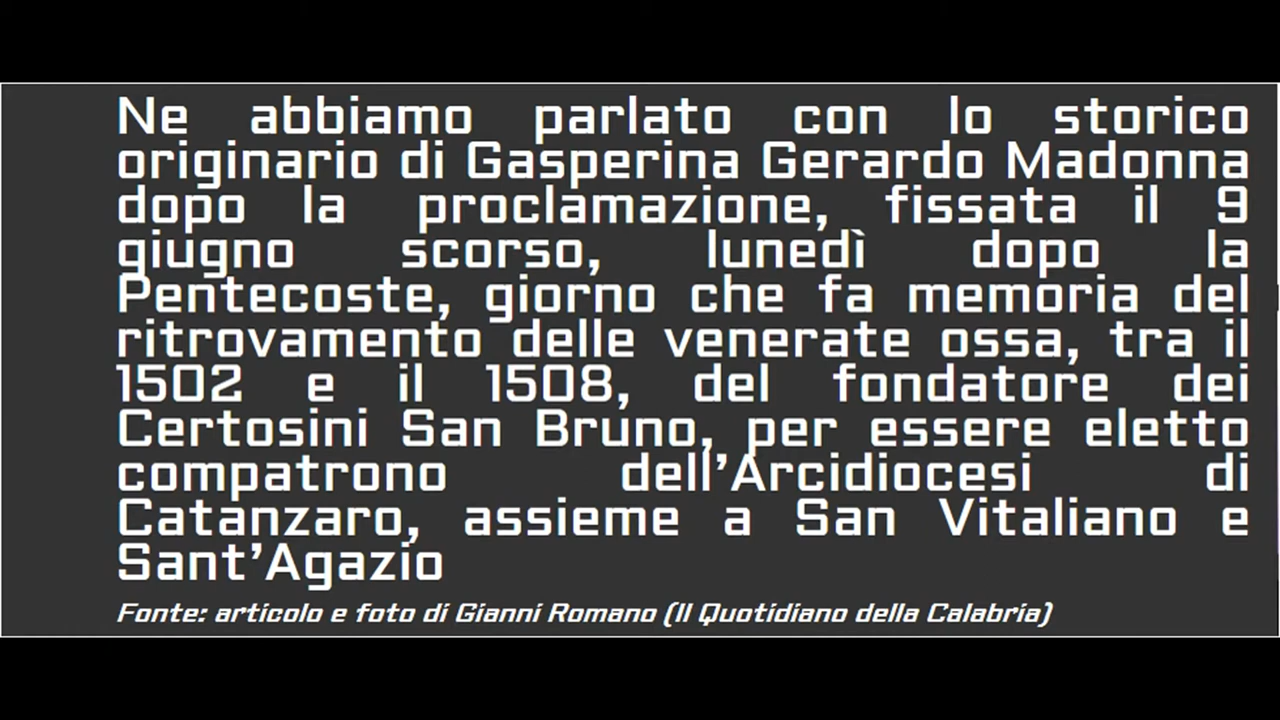 Ne abbiamo parlato con lo storico
originario di Gasperina Gerardo Madonna
dopo la proclamazione, fissata il 9
giugno scorso, lunedì dopo la
Pentecoste, giorno che fa memoria del
ritrovamento delle venerate ossa, tra il
1502 e il 1508, del fondatore dei
Certosini San Bruno, per essere eletto
compatrono dell’Arcidiocesi di
Catanzaro, assieme a San Vitaliano e
Sant’Agazio
Fonte: articolo e foto di Gianni Romano (Il Quotidiano della Calabria)